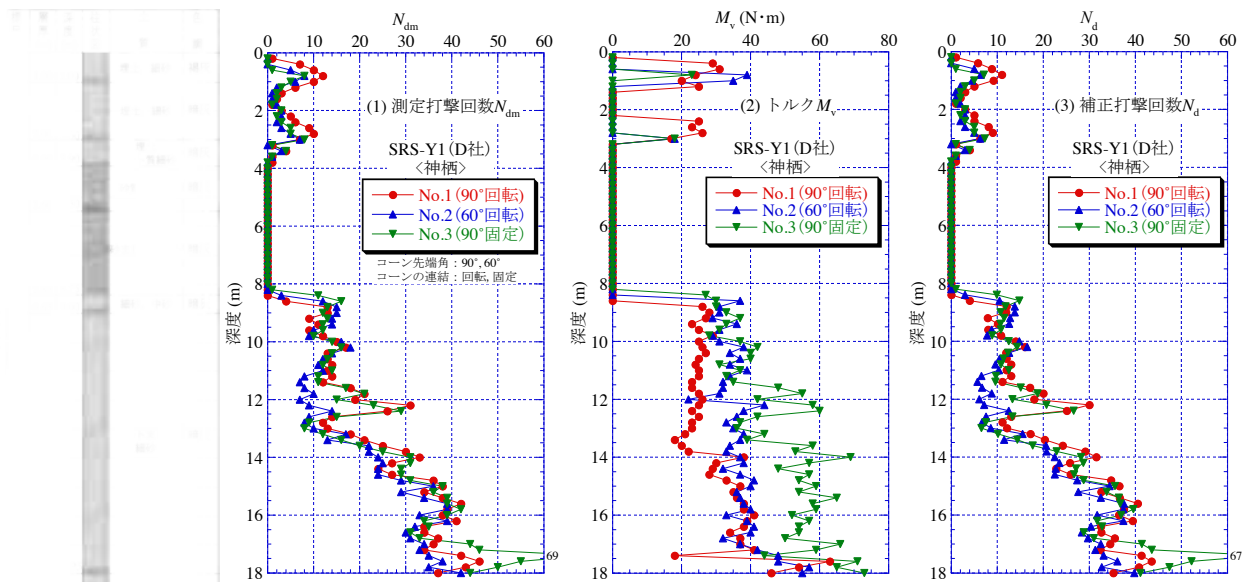 N_dm
0 10 20 30 40 50 60
0
2
4
6
8
10
12
14
16
18
深度 (m)
(1) 測定打撃回数N_dm
SRS-Y1(D社)
<神栖>
No.1(90°回転)
No.2(60°回転)
No.3(90°固定)
コーン先端角：90°, 60°
コーンの連結：回転, 固定
69
M_v (N・m)
0 20 40 60 80
0
2
4
6
8
10
12
14
16
18
深度 (m)
(2) トルクM_v
SRS-Y1(D社)
<神栖>
No.1(90°回転)
No.2(60°回転)
No.3(90°固定)
N_d
0 10 20 30 40 50 60
0
2
4
6
8
10
12
14
16
18
深度 (m)
(3) 補正打撃回数N_d
SRS-Y1(D社)
<神栖>
No.1(90°回転)
No.2(60°回転)
No.3(90°固定)
67